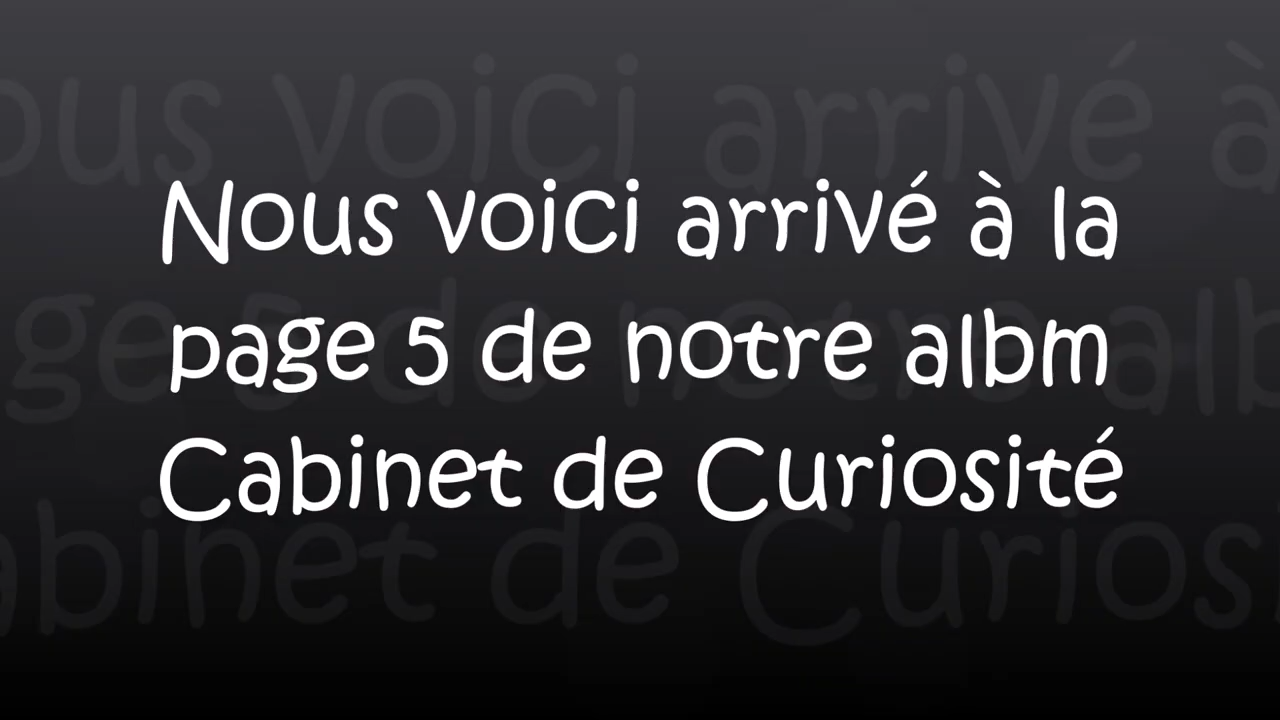 Nous voici arrivé à la
page 5 de notre albm
Cabinet de Curiosité